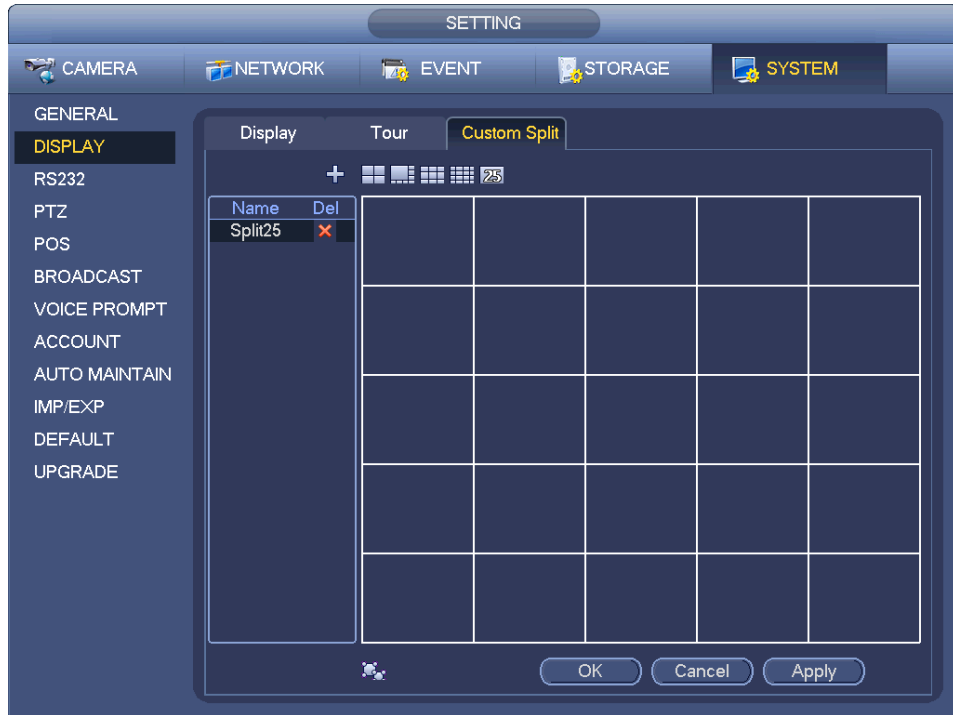 SETTING
CAMERA NETWORK EVENT STORAGE SYSTEM
GENERAL
DISPLAY
RS232
PTZ
POS
BROADCAST
VOICE PROMPT
ACCOUNT
AUTO MAINTAIN
IMP/EXP
DEFAULT
UPGRADE
Display Tour Custom Split
25
Name Del
Split25
OK Cancel Apply